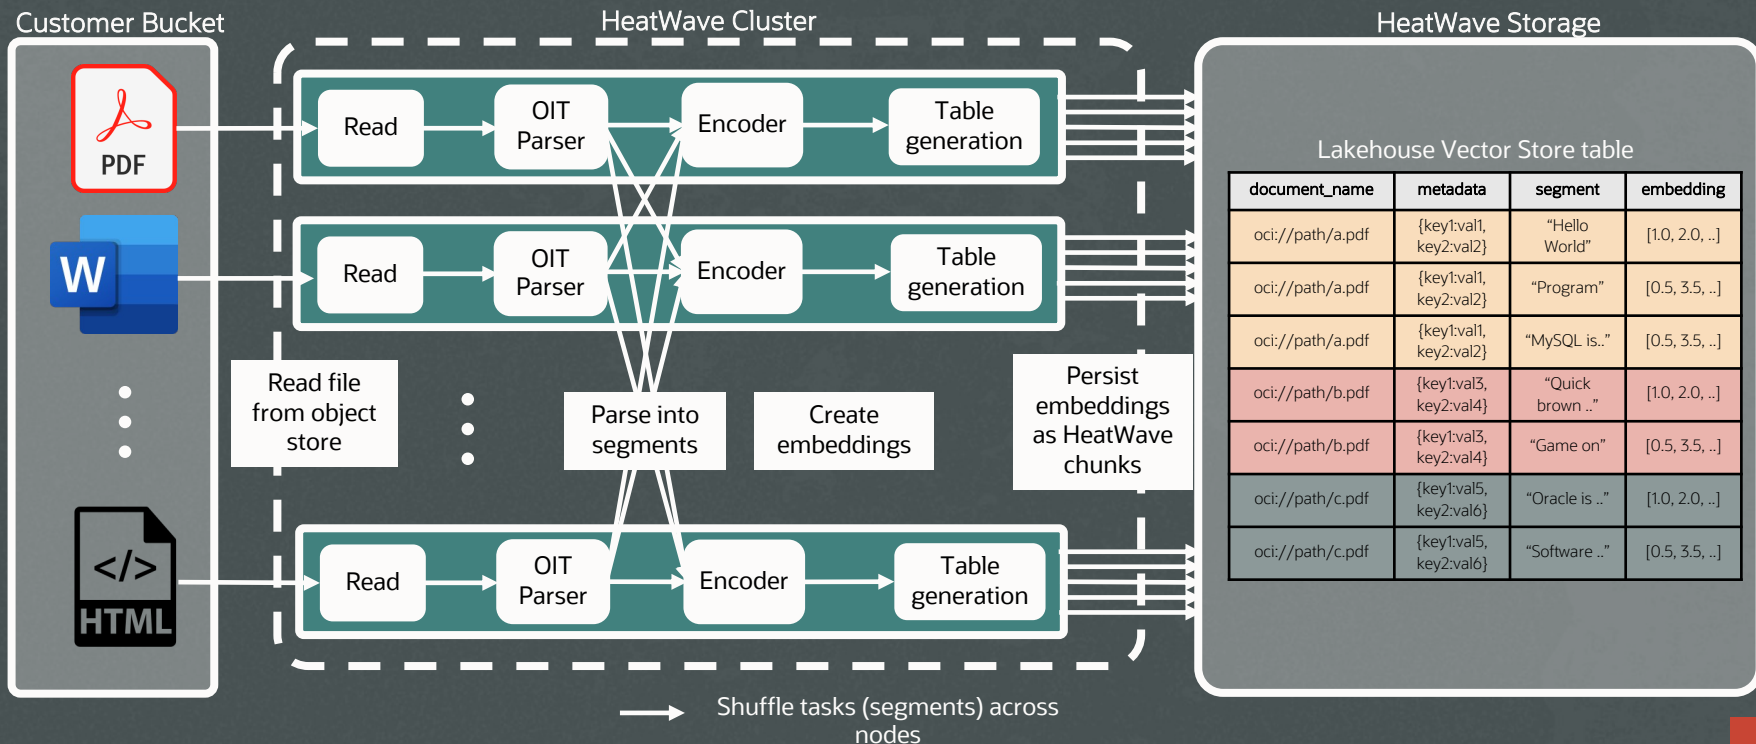 Customer Bucket
HeatWave Cluster
HeatWave Storage
PDF
W
</>
HTML
Read
OIT
Parser
Encoder
Table
generation
Read
OIT
Parser
Encoder
Table
generation
Read file
from object
store
Parse into
segments
Create
embeddings
Persist
embeddings
as HeatWave
chunks
Read
OIT
Parser
Encoder
Table
generation
Shuffle tasks (segments) across
nodes
Lakehouse Vector Store table
document_name metadata segment embedding
oci://path/a.pdf {key1:val1, key2:val2} “Hello World” [1.0, 2.0, ..]
oci://path/a.pdf {key1:val1, key2:val2} “Program” [0.5, 3.5, ..]
oci://path/a.pdf {key1:val1, key2:val2} “MySQL is..” [0.5, 3.5, ..]
oci://path/b.pdf {key1:val3, key2:val4} “Quick brown ..” [1.0, 2.0, ..]
oci://path/b.pdf {key1:val3, key2:val4} “Game on” [0.5, 3.5, ..]
oci://path/c.pdf {key1:val5, key2:val6} “Oracle is ..” [1.0, 2.0, ..]
oci://path/c.pdf {key1:val5, key2:val6} “Software ..” [0.5, 3.5, ..]